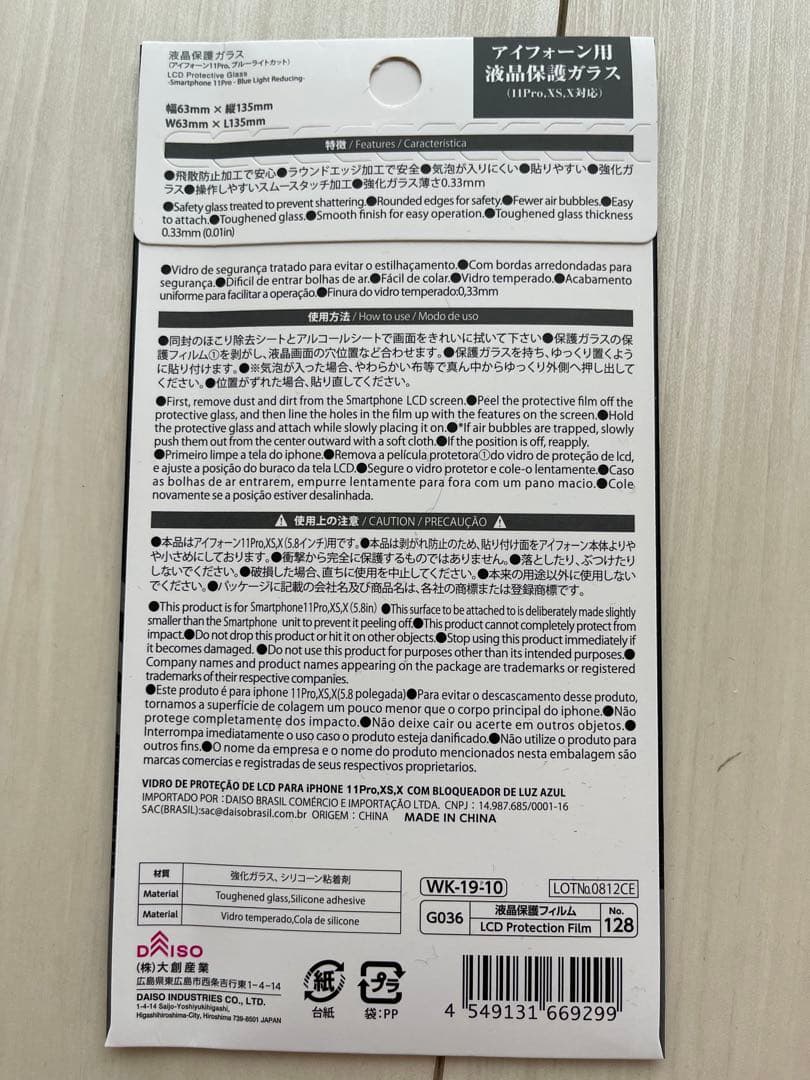 液晶保護ガラス
(アイフォーン11Pro, ブルーライトカット)
LCD Protective Glass
-Smartphone 11Pro - Blue Light Reducing-
幅63mm × 縦135mm
W63mm × L135mm
アイフォーン用
液晶保護ガラス
(11Pro,XS,X対応)
特徴 / Features / Característica
●飛散防止加工で安心●ラウンドエッジ加工で安全●気泡が入りにくい●貼りやすい●強化ガ
ラス●操作しやすいスムースタッチ加工●強化ガラス薄さ0.33mm
●Safety glass treated to prevent shattering.●Rounded edges for safety.●Fewer air bubbles.●Easy
to attach.●Toughened glass.●Smooth finish for easy operation.●Toughened glass thickness
0.33mm (0.01in)
●Vidro de segurança tratado para evitar o estilhaçamento.●Com bordas arredondadas para
segurança.●Dificil de entrar bolhas de ar.●Fácil de colar.●Vidro temperado.●Acabamento
uniforme para facilitar a operação.●Finura do vidro temperado:0,33mm
使用方法 / How to use / Modo de uso
●同封のほこり除去シートとアルコールシートで画面をきれいに拭いて下さい●保護ガラスの保
護フィルム①を剥がし、液晶画面の穴位置など合わせます。●保護ガラスを持ち、ゆっくり置くよう
に貼り付けます。●※気泡が入った場合、やわらかい布等で真ん中からゆっくり外側へ押し出して
ください。●位置がずれた場合、貼り直してください。
●First, remove dust and dirt from the Smartphone LCD screen.●Peel the protective film off the
protective glass, and then line the holes in the film up with the features on the screen.●Hold
the protective glass and attach while slowly placing it on.●*If air bubbles are trapped, slowly
push them out from the center outward with a soft cloth.●If the position is off, reapply.
●Primeiro limpe a tela do iphone.●Remova a película protetora①do vidro de proteção de lcd,
e ajuste a posição do buraco da tela LCD.●Segure o vidro protetor e cole-o lentamente.●Caso
as bolhas de ar entrarem, empurre lentamente para fora com um pano macio.●Cole
novamente se a posição estiver desalinhada.
⚠ 使用上の注意 / CAUTION / PRECAUÇÃO ⚠
●本品はアイフォーン11Pro,XS,X(5.8インチ)用です。●本品は剥がれ防止のため、貼り付け面をアイフォーン本体よりや
や小さめにしております。●衝撃から完全に保護するものではありません。●落としたり、ぶつけたり
しないでください。●破損した場合、直ちに使用を中止してください。●本来の用途以外に使用しない
でください。●パッケージに記載の会社名及び商品名は、各社の商標または登録商標です。
●This product is for Smartphone11Pro,XS,X(5.8in) ●This surface to be attached to is deliberately made slightly
smaller than the Smartphone unit to prevent it peeling off.●This product cannot completely protect from
impact.●Do not drop this product or hit it on other objects.●Stop using this product immediately if
it becomes damaged. ●Do not use this product for purposes other than its intended purposes.●
Company names and product names appearing on the package are trademarks or registered
trademarks of their respective companies.
●Este produto é para iphone 11Pro,XS,X(5.8 polegada)●Para evitar o descascamento desse produto,
tornamos a superfície de colagem um pouco menor que o corpo principal do iphone.●Não
protege completamente dos impacto.●Não deixe cair ou acerte em outros objetos.●
Interrompa imediatamente o uso caso o produto esteja danificado.●Não utilize o produto para
outros fins.●O nome da empresa e o nome do produto mencionados nesta embalagem são
marcas comerciais e registradas de seus respectivos proprietarios.
VIDRO DE PROTEÇÃO DE LCD PARA iPHONE 11Pro,XS,X COM BLOQUEADOR DE LUZ AZUL
IMPORTADO POR : DAISO BRASIL COMÉRCIO E IMPORTAÇÃO LTDA. CNPJ : 14.987.685/0001-16
SAC(BRASIL):sac@daisobrasil.com.br ORIGEM : CHINA MADE IN CHINA
材質 強化ガラス、シリコーン粘着剤
Material Toughened glass,Silicone adhesive
Material Vidro temperado,Cola de silicone
WK-19-10 LOT№0812CE
G036 液晶保護フィルム LCD Protection Film No. 128
DAISO
(株)大創産業
広島県東広島市西条吉行東1-4-14
DAISO INDUSTRIES CO., LTD.
1-4-14 Saijo-Yoshiyukihigashi,
Higashihiroshima-City, Hiroshima 739-8501 JAPAN
紙
台紙
プラ
袋:PP
4 549131 669299